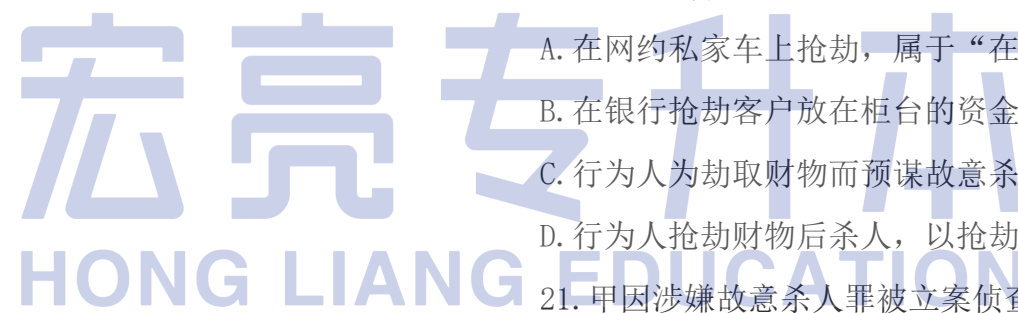 宏亮专升本
HONG LIANG EDUCATION
A.在网约私家车上抢劫，属于“在
B.在银行抢劫客户放在柜台的资金
C.行为人为劫取财物而预谋故意杀
D.行为人抢劫财物后杀人，以抢劫
21.甲因涉嫌故意杀人罪被立案侦查